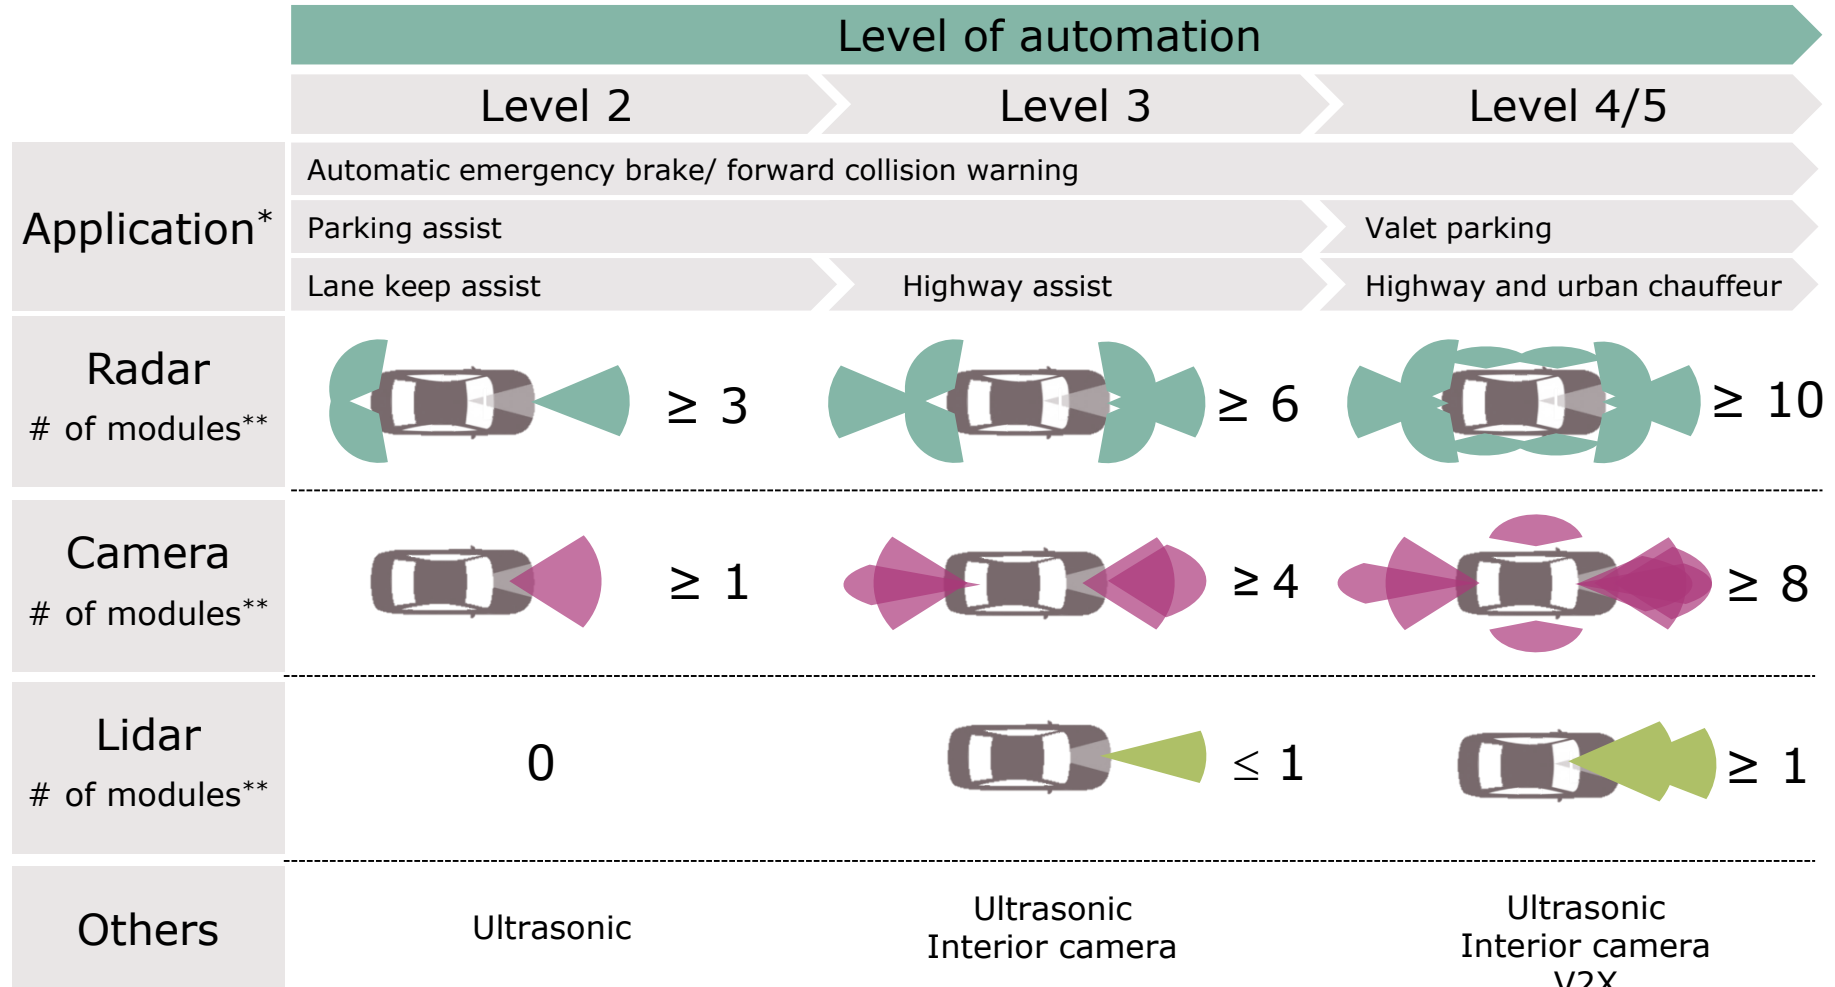 Level of automation
Level 2
Level 3
Level 4/5
Application*
Automatic emergency brake/ forward collision warning
Parking assist
Valet parking
Lane keep assist
Highway assist
Highway and urban chauffeur
Radar
# of modules**
≥ 3
≥ 6
≥ 10
Camera
# of modules**
≥ 1
≥ 4
≥ 8
Lidar
# of modules**
0
≤ 1
≥ 1
Others
Ultrasonic
Ultrasonic
Interior camera
Ultrasonic
Interior camera
V2X